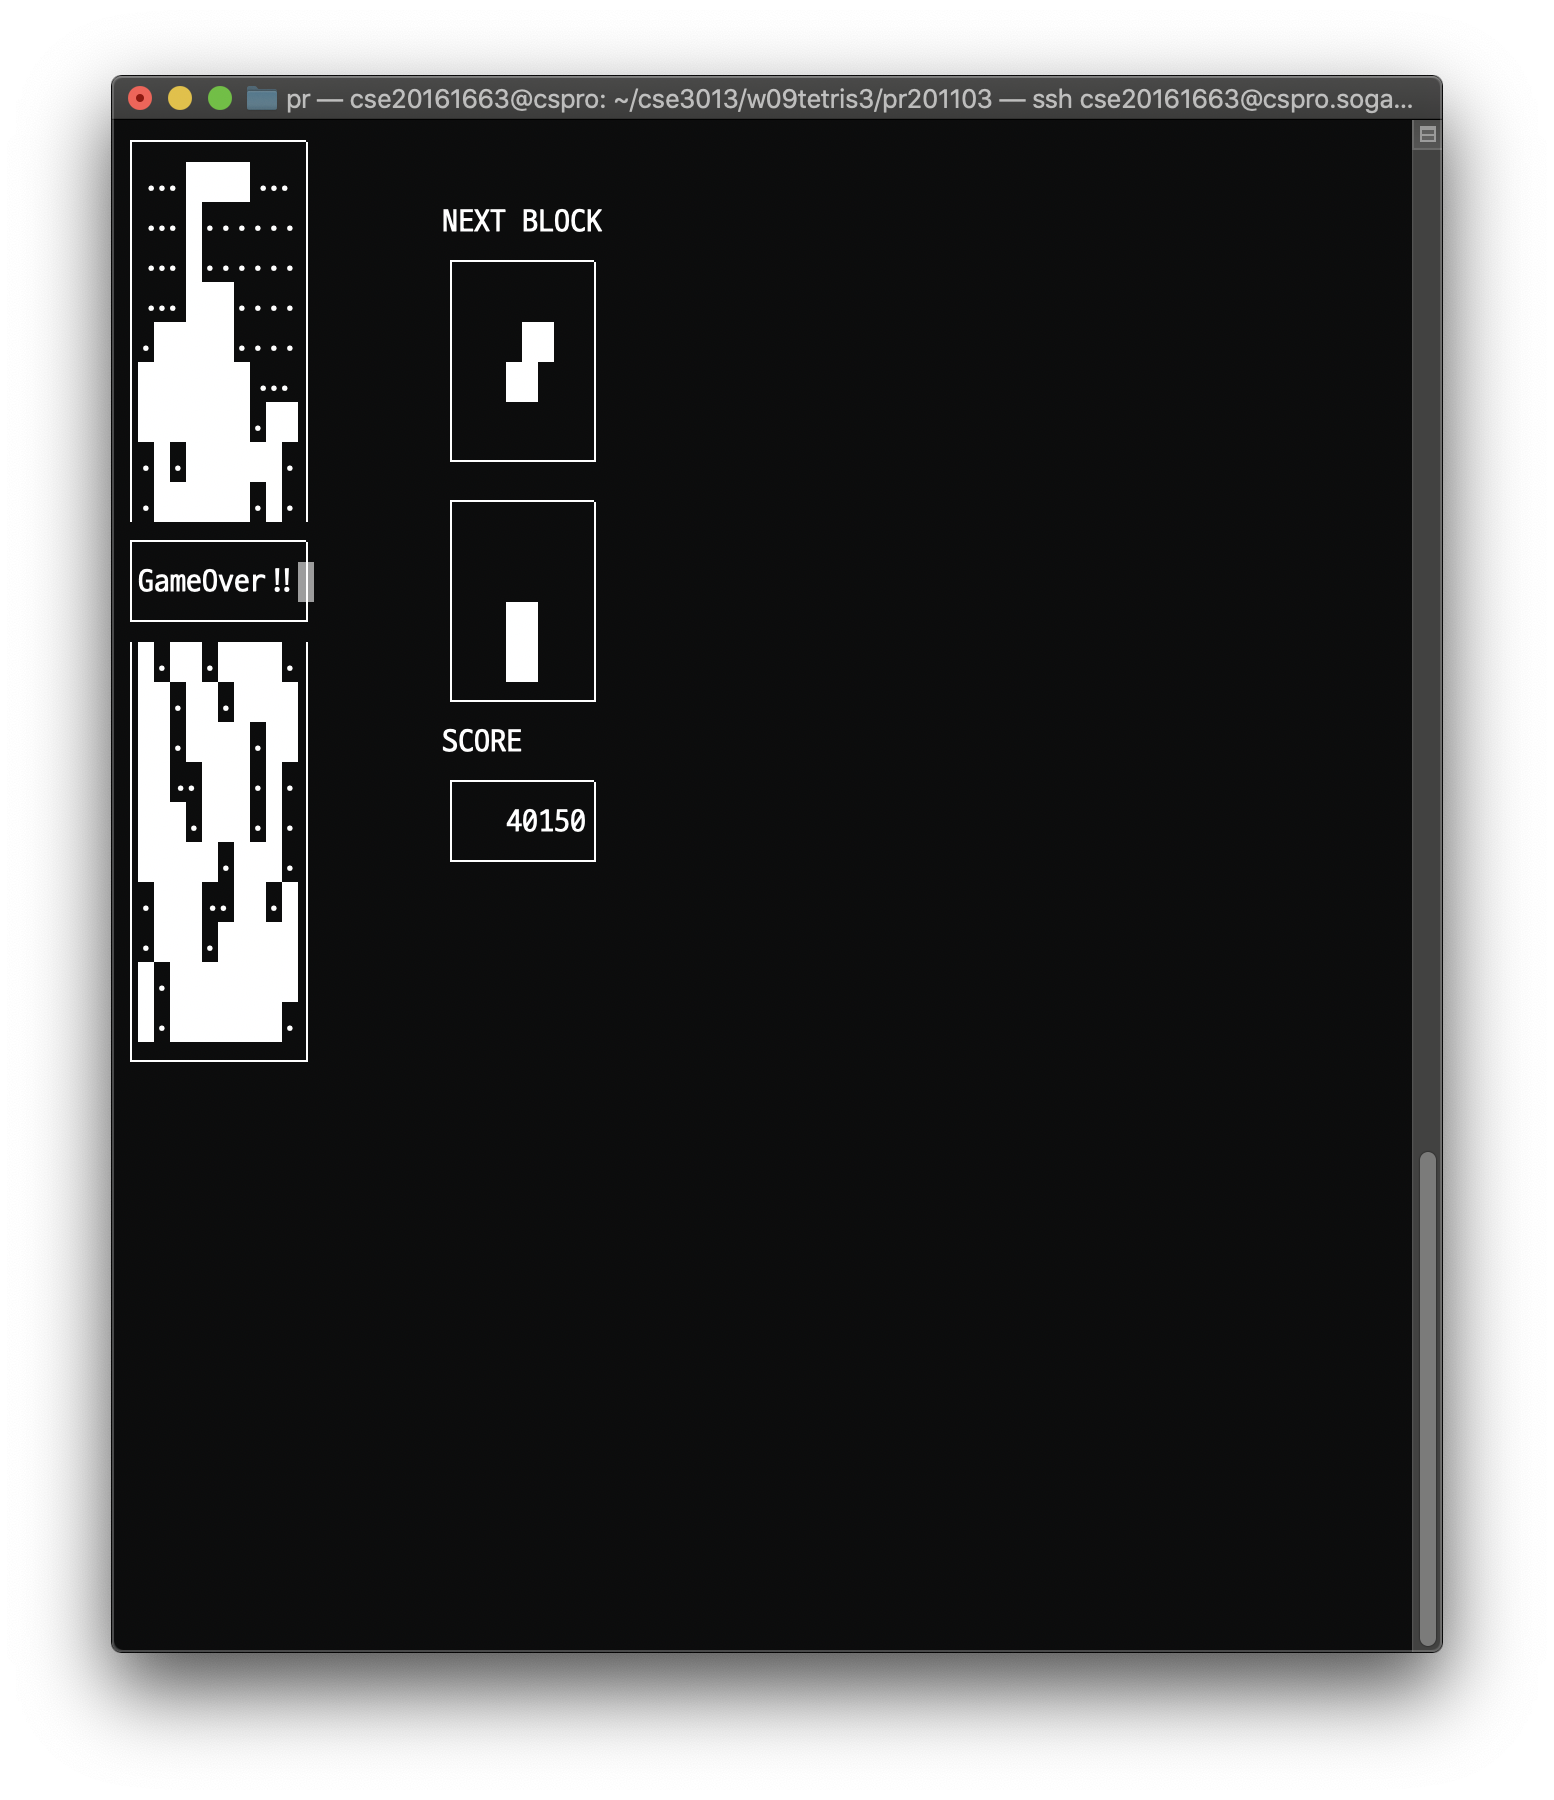 pr — cse20161663@cspro: ~/cse3013/w09tetris3/pr201103 — ssh cse20161663@cspro.soga...
NEXT BLOCK
GameOver!!
SCORE
40150